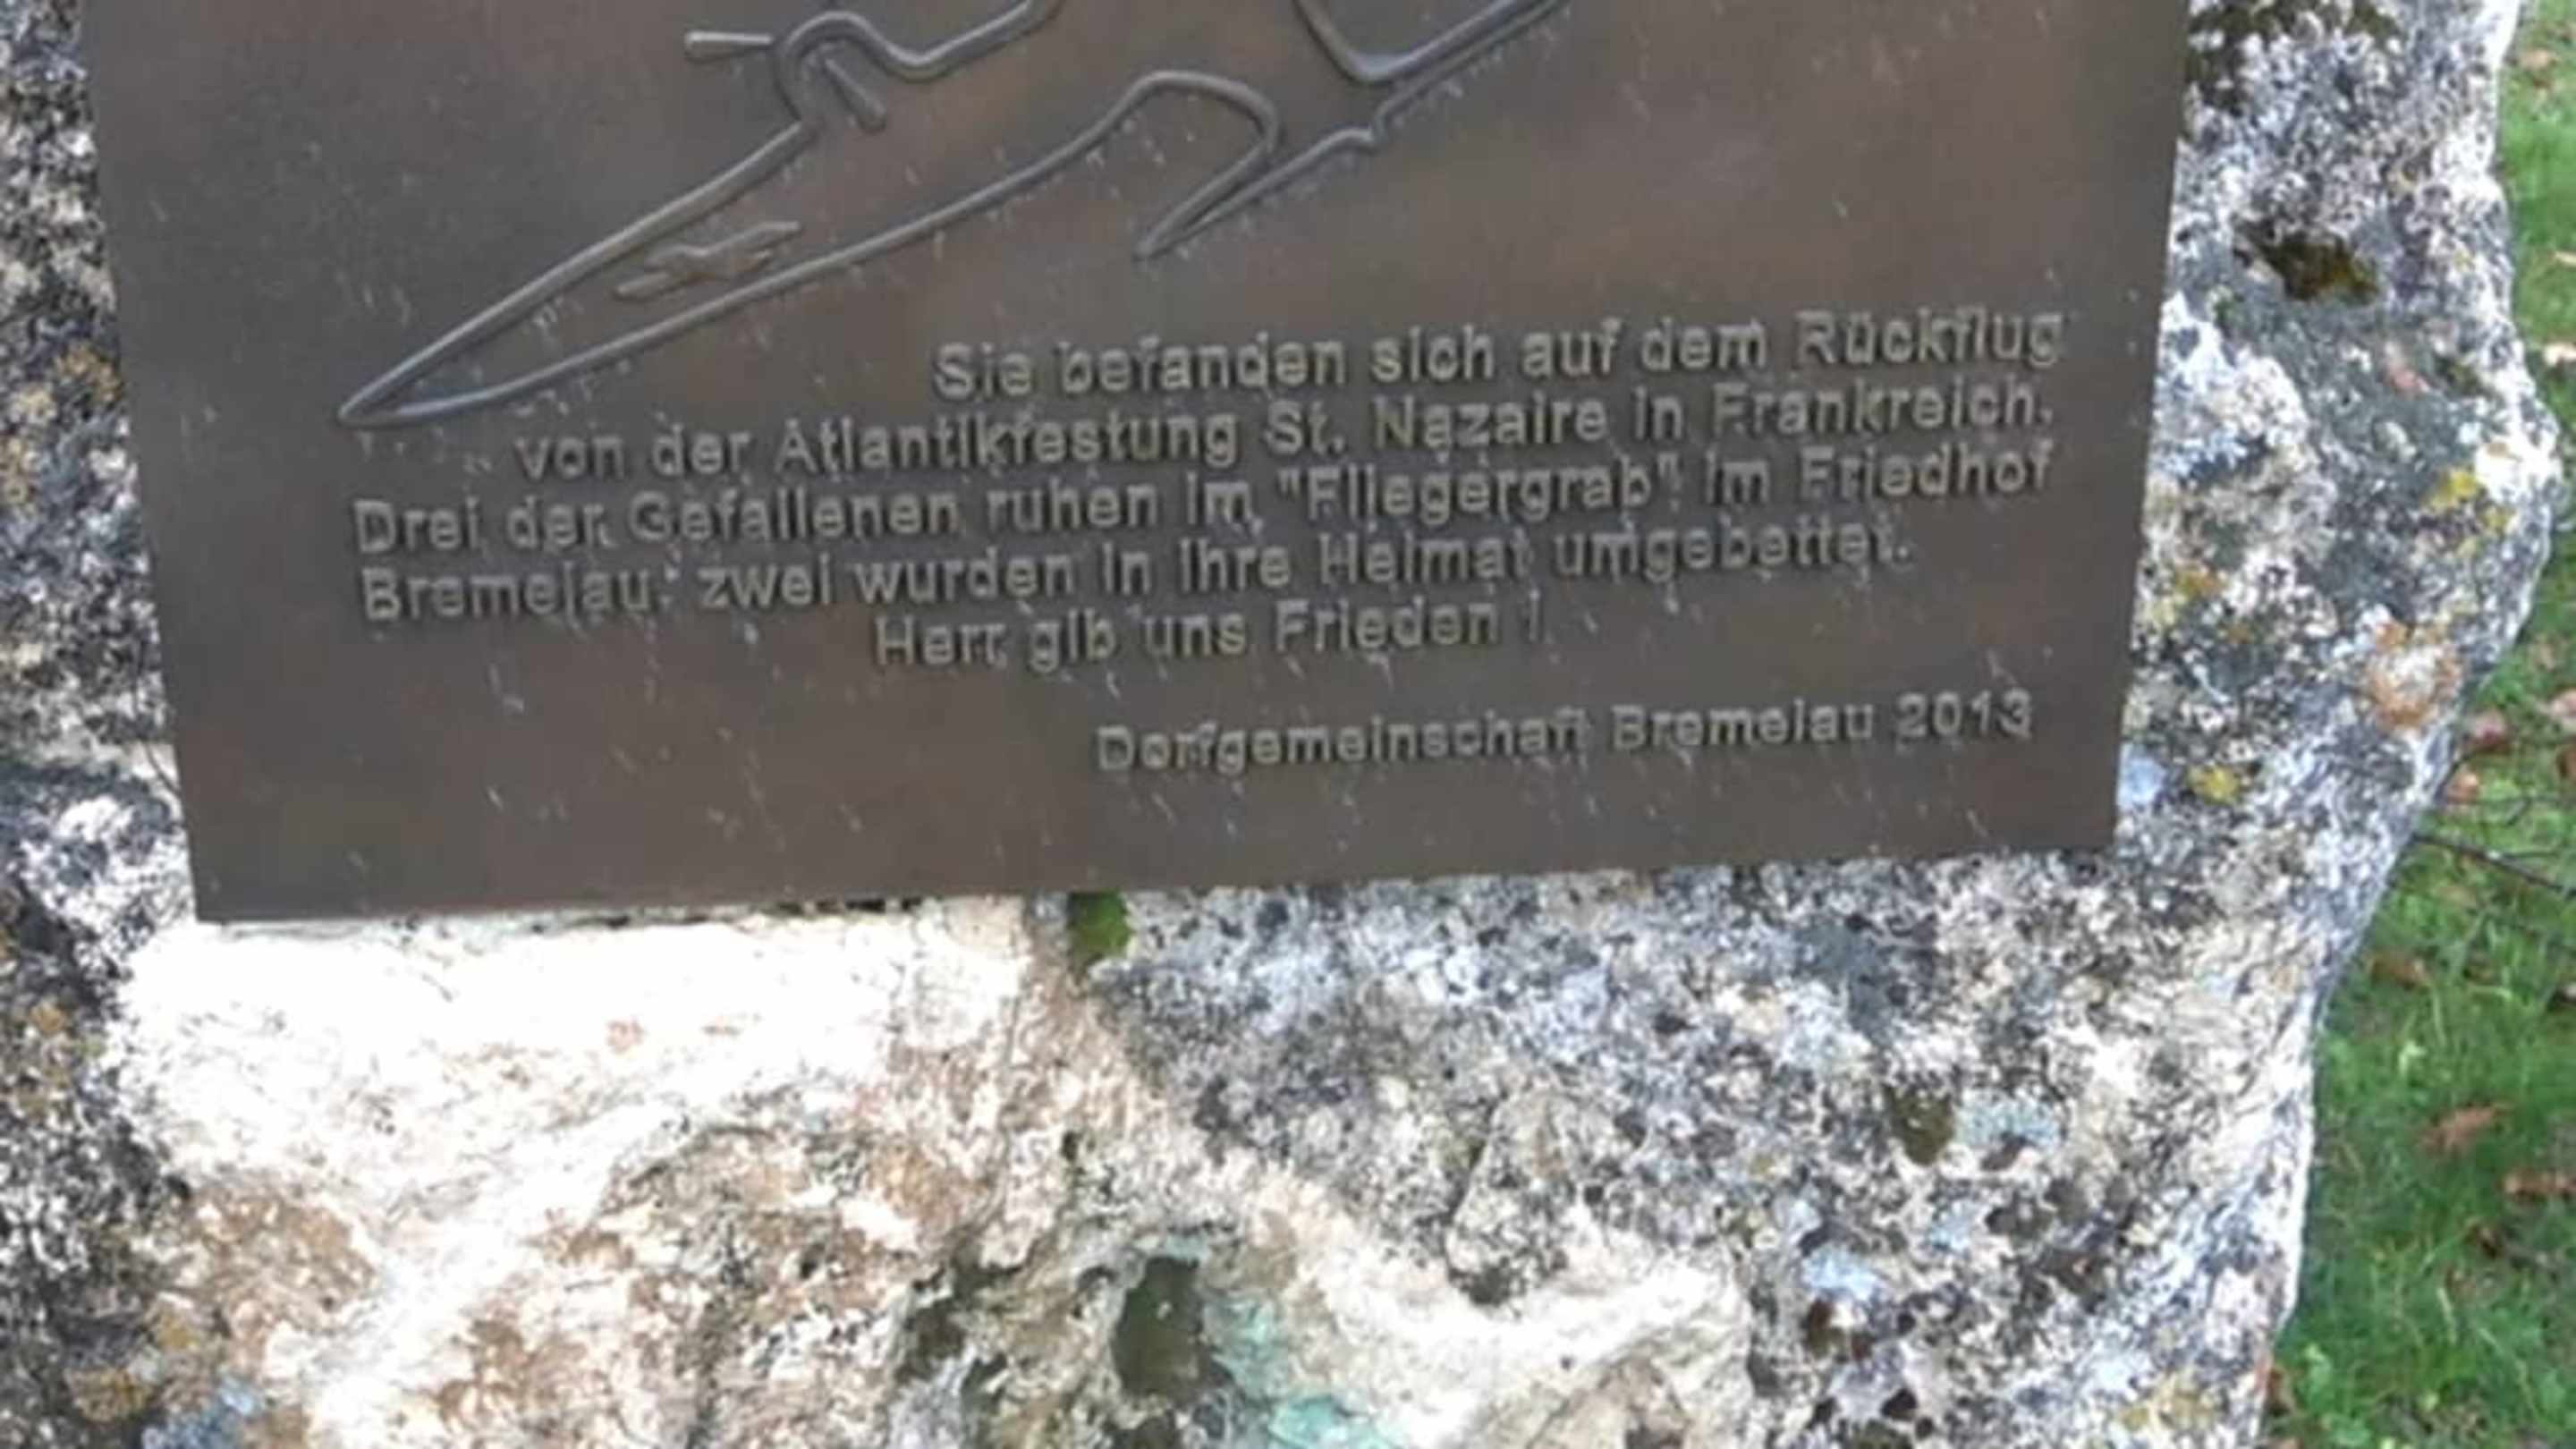 Sie befanden sich auf dem Rückflug
von der Atlantikfestung St. Nazaire in Frankreich.
Drei der Gefallenen ruhen im "Fliegergrab" im Friedhof
Bremelau: zwei wurden in ihre Heimat umgebettet.
Herr gib uns Frieden !
Dorfgemeinschaft Bremelau 2013